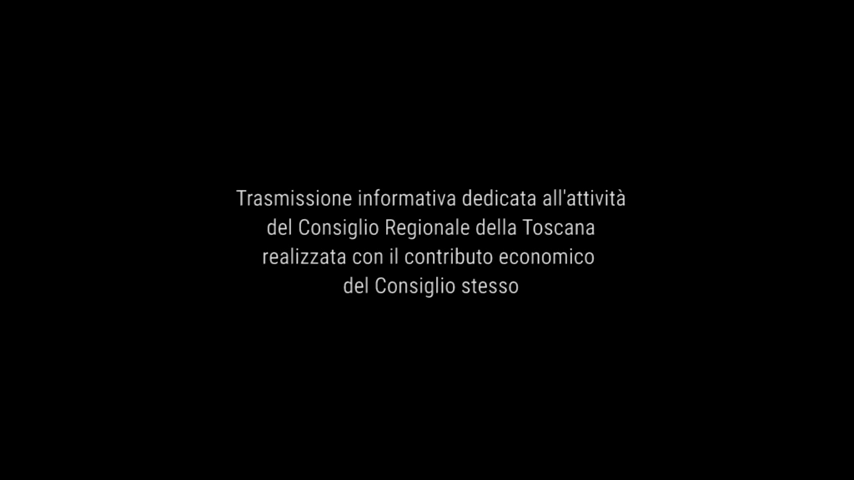 Trasmissione informativa dedicata all'attività
del Consiglio Regionale della Toscana
realizzata con il contributo economico
del Consiglio stesso